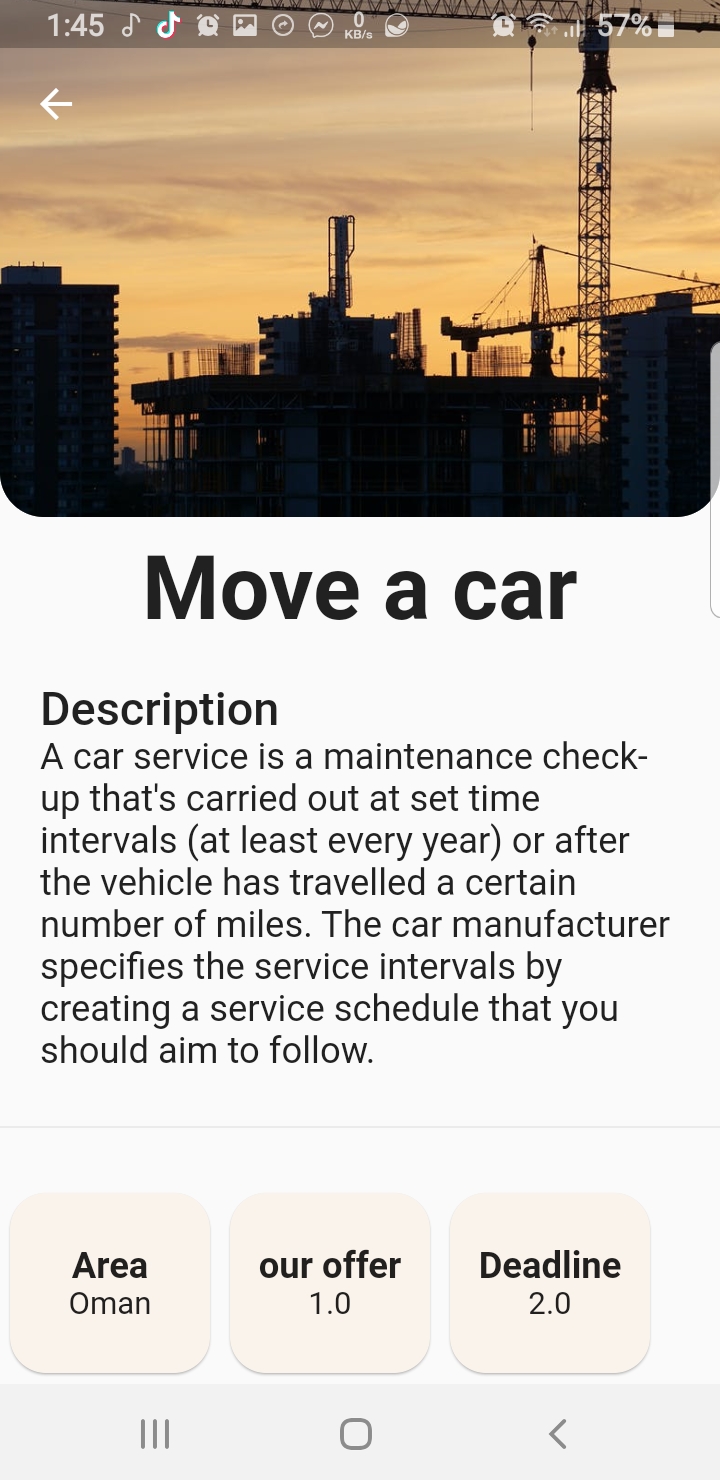 1:45 0 KB/s 57%
Move a car
Description
A car service is a maintenance check-
up that's carried out at set time
intervals (at least every year) or after
the vehicle has travelled a certain
number of miles. The car manufacturer
specifies the service intervals by
creating a service schedule that you
should aim to follow.
Area our offer Deadline
Oman 1.0 2.0